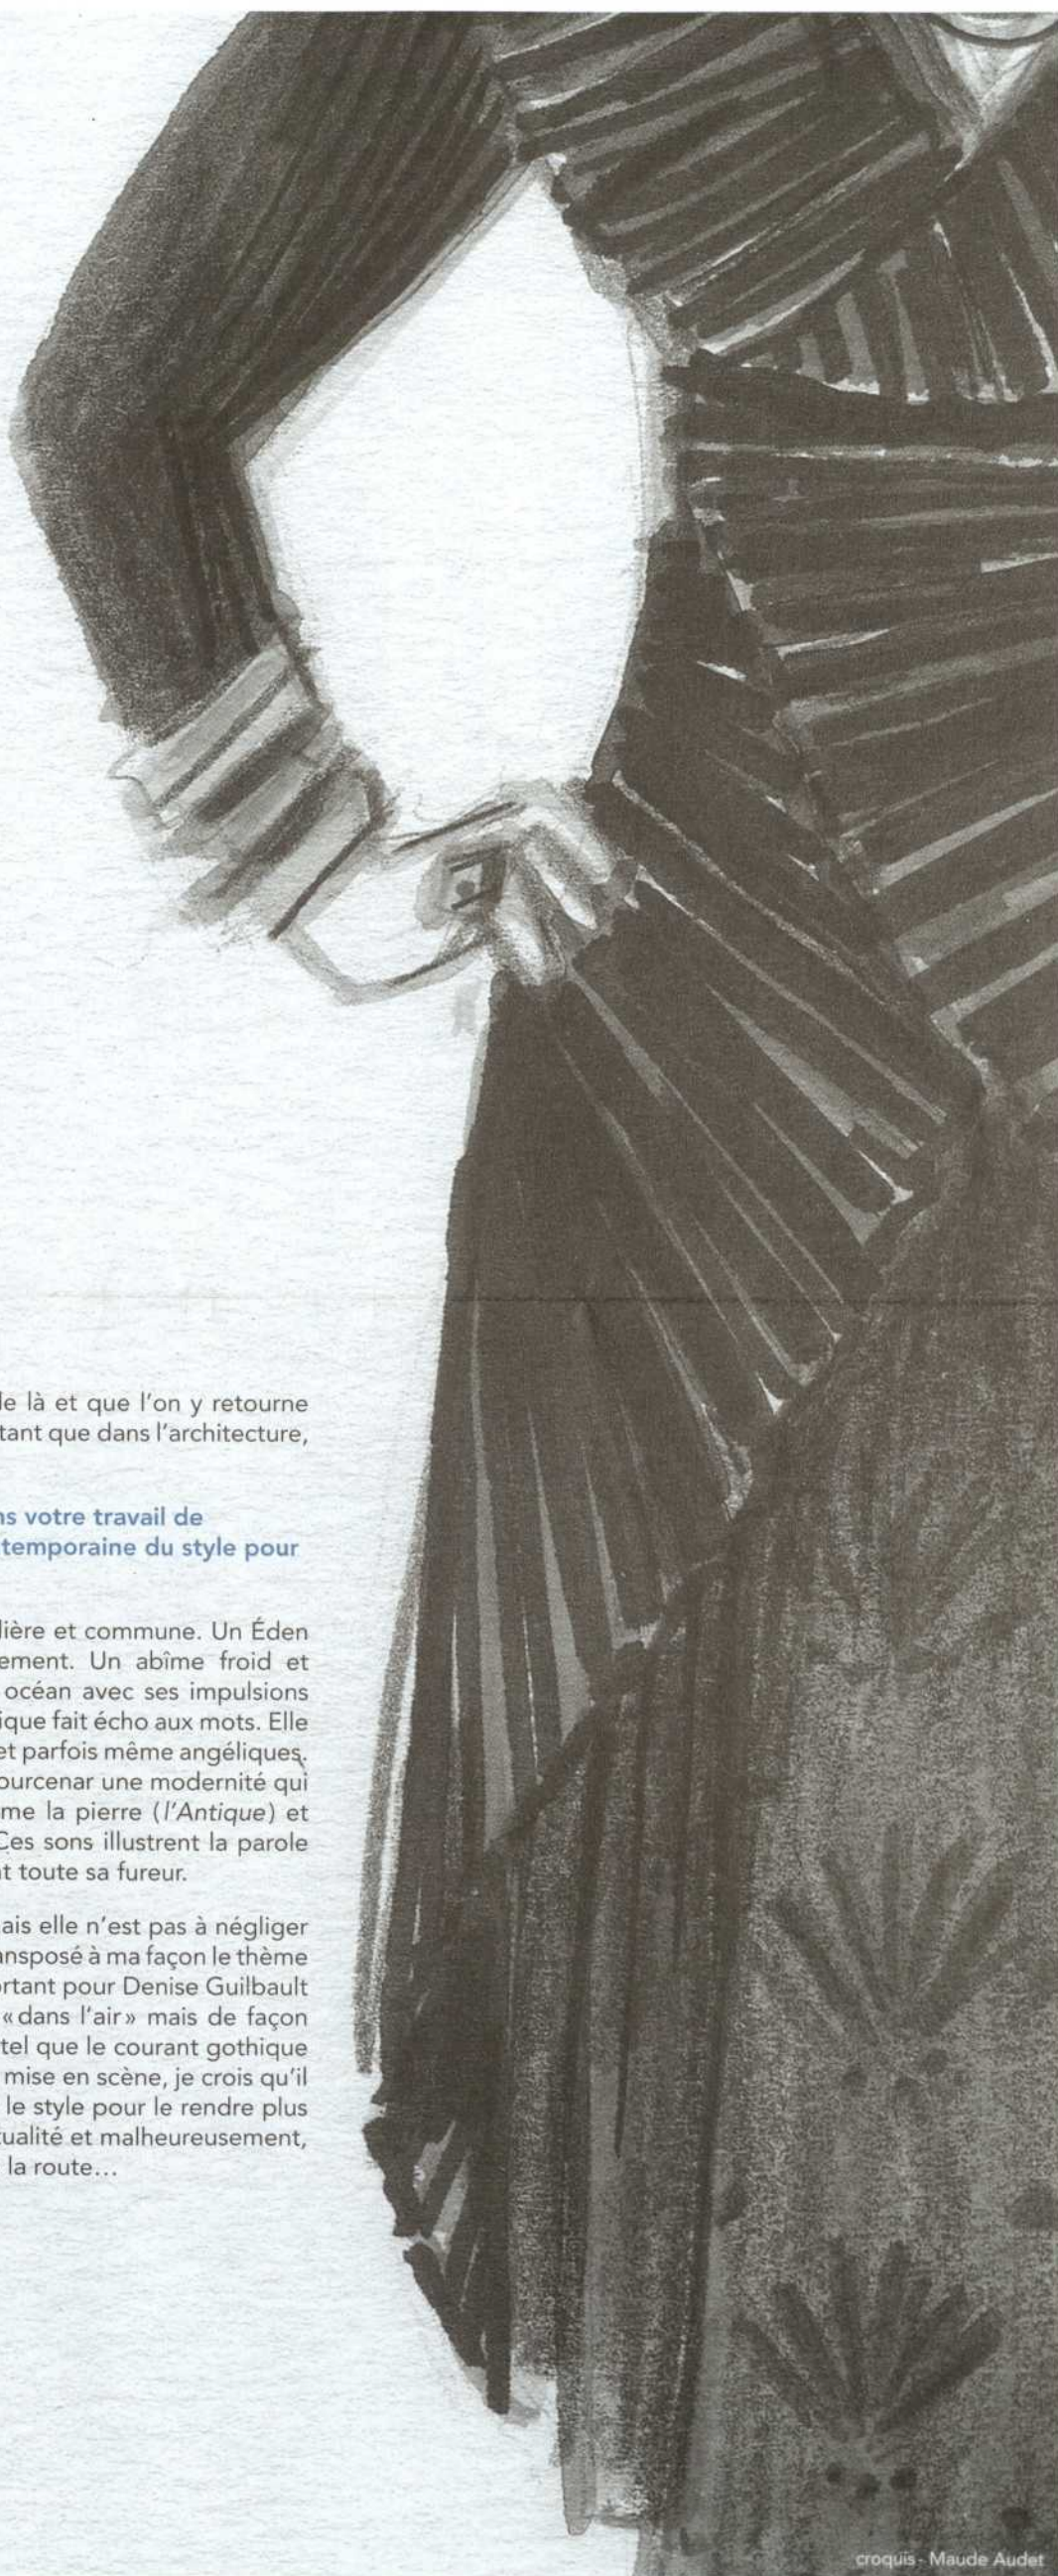 là et que l'on y retourne
tant que dans l'architecture,
votre travail de
temporaine du style pour
lière et commune. Un Éden
ement. Un abîme froid et
océan avec ses impulsions
ique fait écho aux mots. Elle
et parfois même angéliques.
ourcenar une modernité qui
me la pierre (l'Antique) et
Ces sons illustrent la parole
t toute sa fureur.
ais elle n'est pas à négliger
ansposé à ma façon le thème
rtant pour Denise Guilbault
«dans l'air» mais de façon
tel que le courant gothique
mise en scène, je crois qu'il
le style pour le rendre plus
tualité et malheureusement,
la route...
croquis - Maude Audet